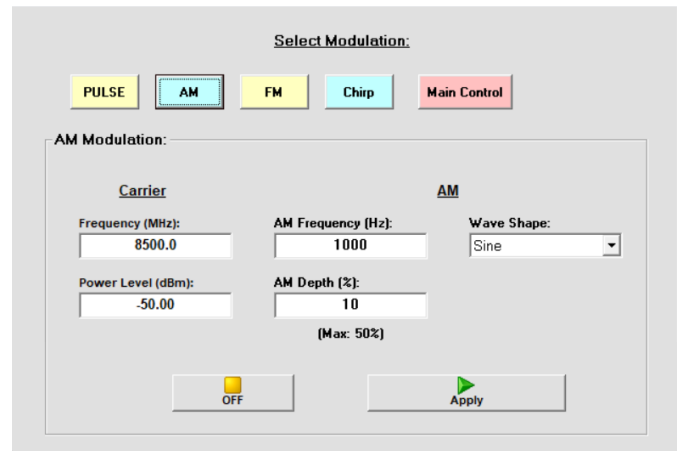 Select Modulation:
PULSE AM FM Chirp Main Control
AM Modulation:
Carrier AM
Frequency (MHz): AM Frequency (Hz): Wave Shape:
8500.0 1000 Sine
Power Level (dBm): AM Depth (%):
-50.00 10
(Max: 50%)
OFF Apply